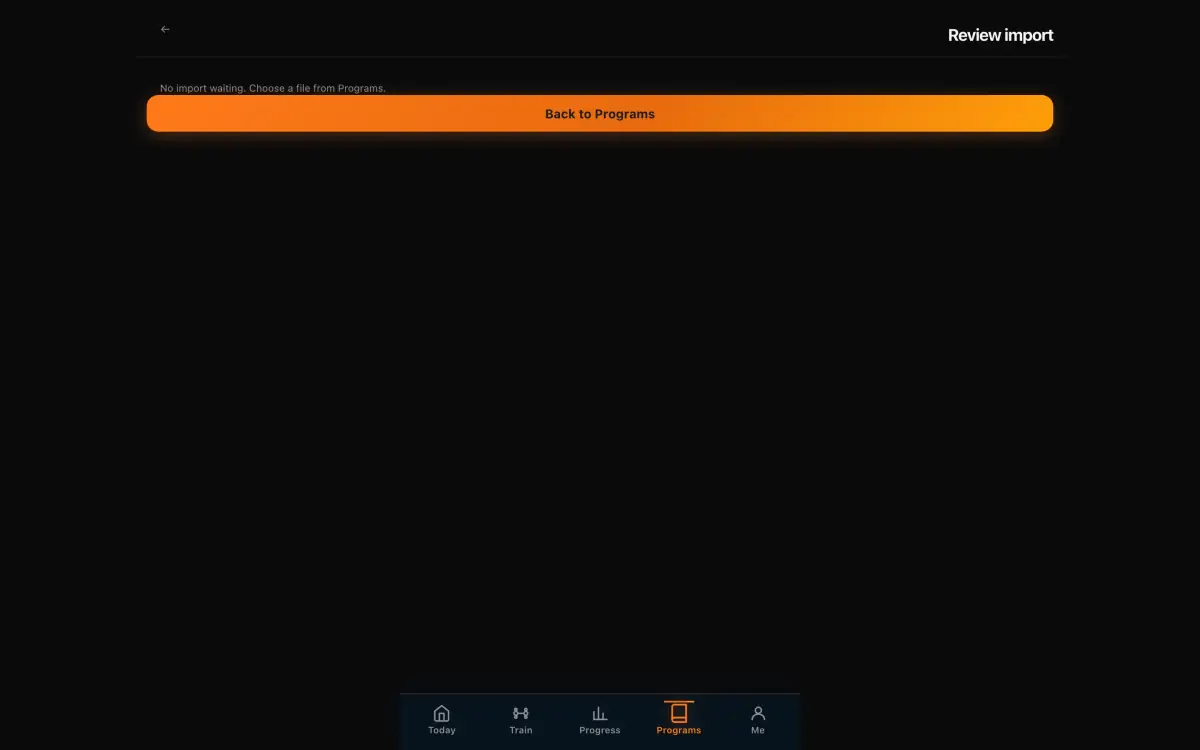 ←
Review import
No import waiting. Choose a file from Programs.
Back to Programs
Today
Train
Progress
Programs
Me